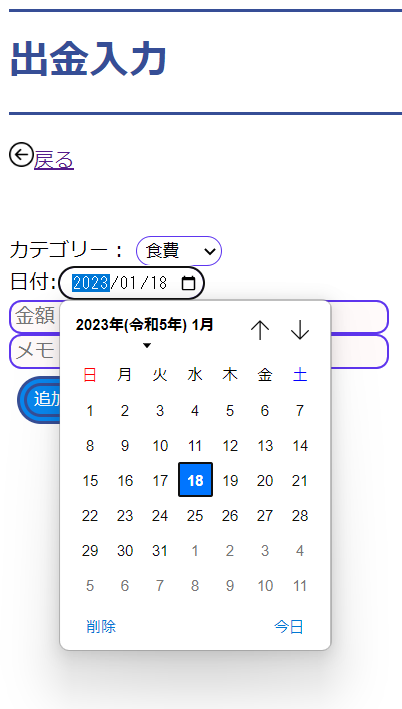 出金入力
戻る
カテゴリー： 食費
日付: 2023/01/18
金額
メモ
追加
2023年(令和5年) 1月
日 月 火 水 木 金 土
1 2 3 4 5 6 7
8 9 10 11 12 13 14
15 16 17 18 19 20 21
22 23 24 25 26 27 28
29 30 31 1 2 3 4
5 6 7 8 9 10 11
削除 今日